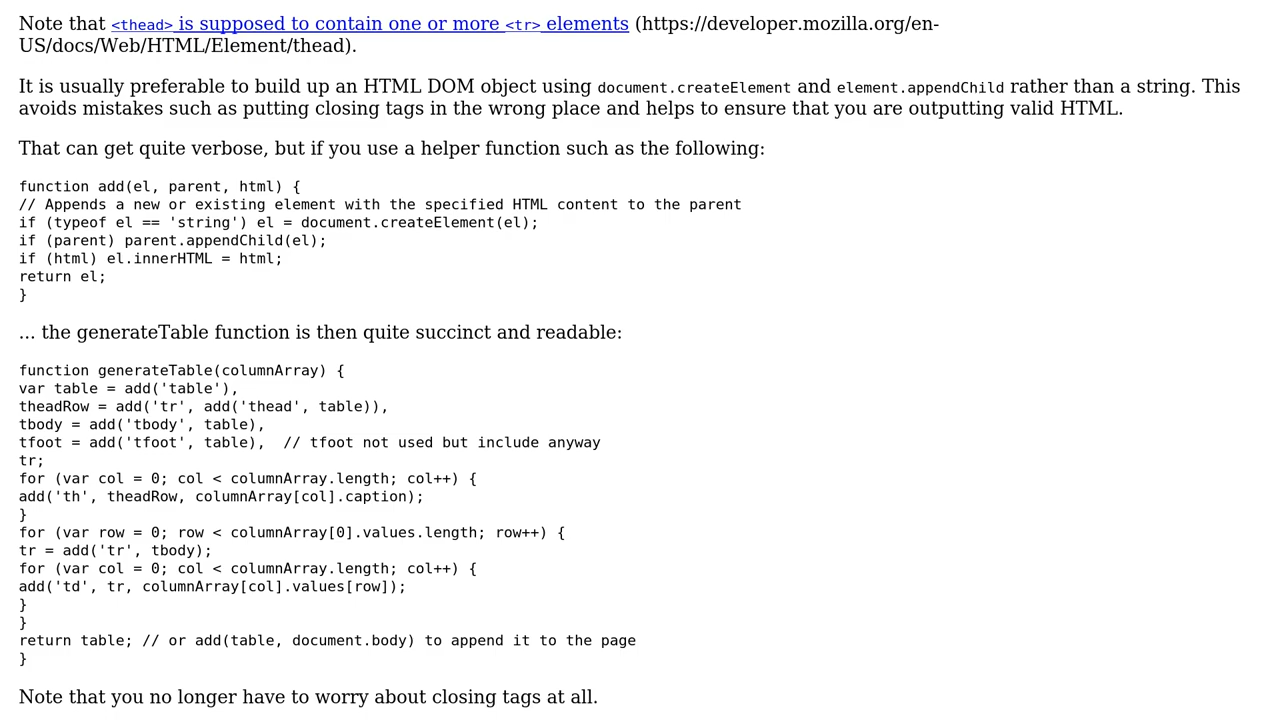 Note that <thead> is supposed to contain one or more <tr> elements (https://developer.mozilla.org/en-
US/docs/Web/HTML/Element/thead).
It is usually preferable to build up an HTML DOM object using document.createElement and element.appendChild rather than a string. This
avoids mistakes such as putting closing tags in the wrong place and helps to ensure that you are outputting valid HTML.
That can get quite verbose, but if you use a helper function such as the following:
function add(el, parent, html) {
// Appends a new or existing element with the specified HTML content to the parent
if (typeof el == 'string') el = document.createElement(el);
if (parent) parent.appendChild(el);
if (html) el.innerHTML = html;
return el;
}
... the generateTable function is then quite succinct and readable:
function generateTable(columnArray) {
var table = add('table'),
theadRow = add('tr', add('thead', table)),
tbody = add('tbody', table),
tfoot = add('tfoot', table),  // tfoot not used but include anyway
tr;
for (var col = 0; col < columnArray.length; col++) {
add('th', theadRow, columnArray[col].caption);
}
for (var row = 0; row < columnArray[0].values.length; row++) {
tr = add('tr', tbody);
for (var col = 0; col < columnArray.length; col++) {
add('td', tr, columnArray[col].values[row]);
}
}
return table; // or add(table, document.body) to append it to the page
}
Note that you no longer have to worry about closing tags at all.